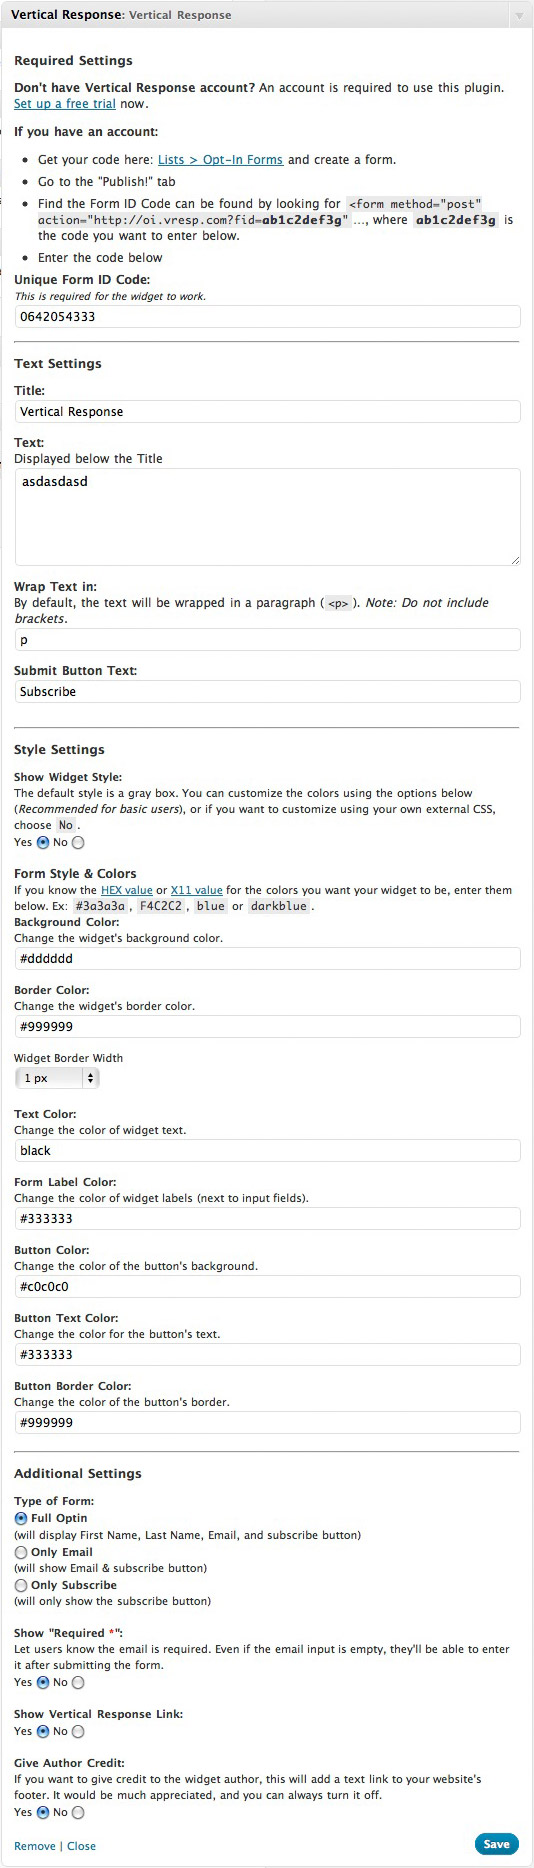 Vertical Response: Vertical Response
Required Settings
Don't have Vertical Response account? An account is required to use this plugin.
Set up a free trial now.
If you have an account:
• Get your code here: Lists > Opt-In Forms and create a form.
• Go to the "Publish!" tab
• Find the Form ID Code can be found by looking for <form method="post"
action="http://oi.vresp.com?fid=ab1c2def3g" ..., where ab1c2def3g is
the code you want to enter below.
• Enter the code below
Unique Form ID Code:
This is required for the widget to work.
0642054333
Text Settings
Title:
Vertical Response
Text:
Displayed below the Title
asdasdasd
Wrap Text in:
By default, the text will be wrapped in a paragraph ( <p> ). Note: Do not include
brackets.
p
Submit Button Text:
Subscribe
Style Settings
Show Widget Style:
The default style is a gray box. You can customize the colors using the options below
(Recommended for basic users), or if you want to customize using your own external CSS,
choose No .
Yes No
Form Style & Colors
If you know the HEX value or X11 value for the colors you want your widget to be, enter them
below. Ex: #3a3a3a , F4C2C2 , blue or darkblue .
Background Color:
Change the widget's background color.
#dddddd
Border Color:
Change the widget's border color.
#999999
Widget Border Width
1 px
Text Color:
Change the color of widget text.
black
Form Label Color:
Change the color of widget labels (next to input fields).
#333333
Button Color:
Change the color of the button's background.
#c0c0c0
Button Text Color:
Change the color for the button's text.
#333333
Button Border Color:
Change the color of the button's border.
#999999
Additional Settings
Type of Form:
Full Optin
(will display First Name, Last Name, Email, and subscribe button)
Only Email
(will show Email & subscribe button)
Only Subscribe
(will only show the subscribe button)
Show "Required *":
Let users know the email is required. Even if the email input is empty, they'll be able to enter
it after submitting the form.
Yes No
Show Vertical Response Link:
Yes No
Give Author Credit:
If you want to give credit to the widget author, this will add a text link to your website's
footer. It would be much appreciated, and you can always turn it off.
Yes No
Remove | Close
Save